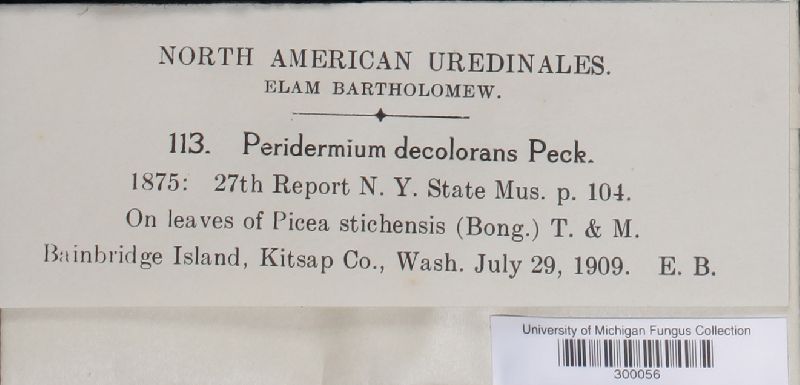 NORTH AMERICAN UREDINALES.
ELAM BARTHOLOMEW.
113. Peridermium decolorans Peck.
1875: 27th Report N. Y. State Mus. p. 104.
On leaves of Picea stichensis (Bong.) T. & M.
Bainbridge Island, Kitsap Co., Wash. July 29, 1909. E. B.
University of Michigan Fungus Collection
300056